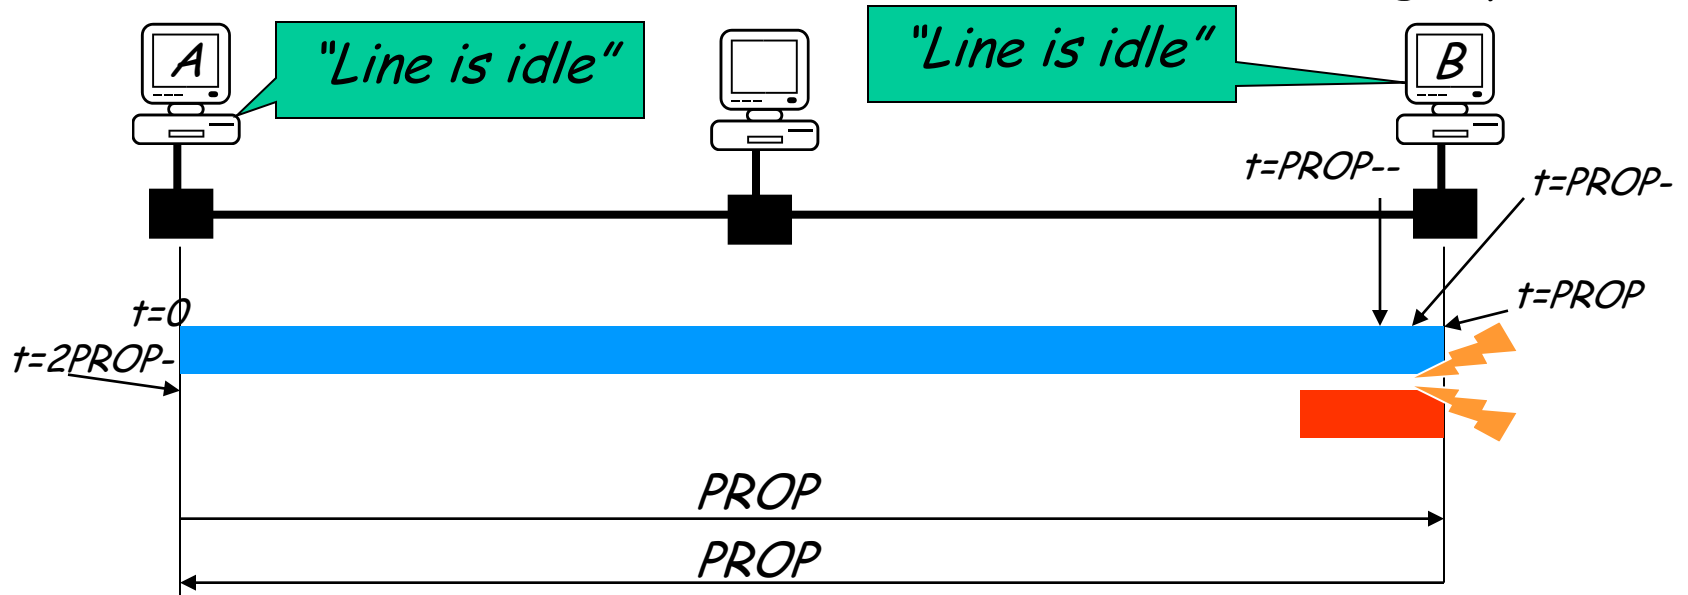 A
"Line is idle"
"Line is idle"
B
t=PROP--
t=PROP-
t=0
t=PROP
t=2PROP-
PROP
PROP